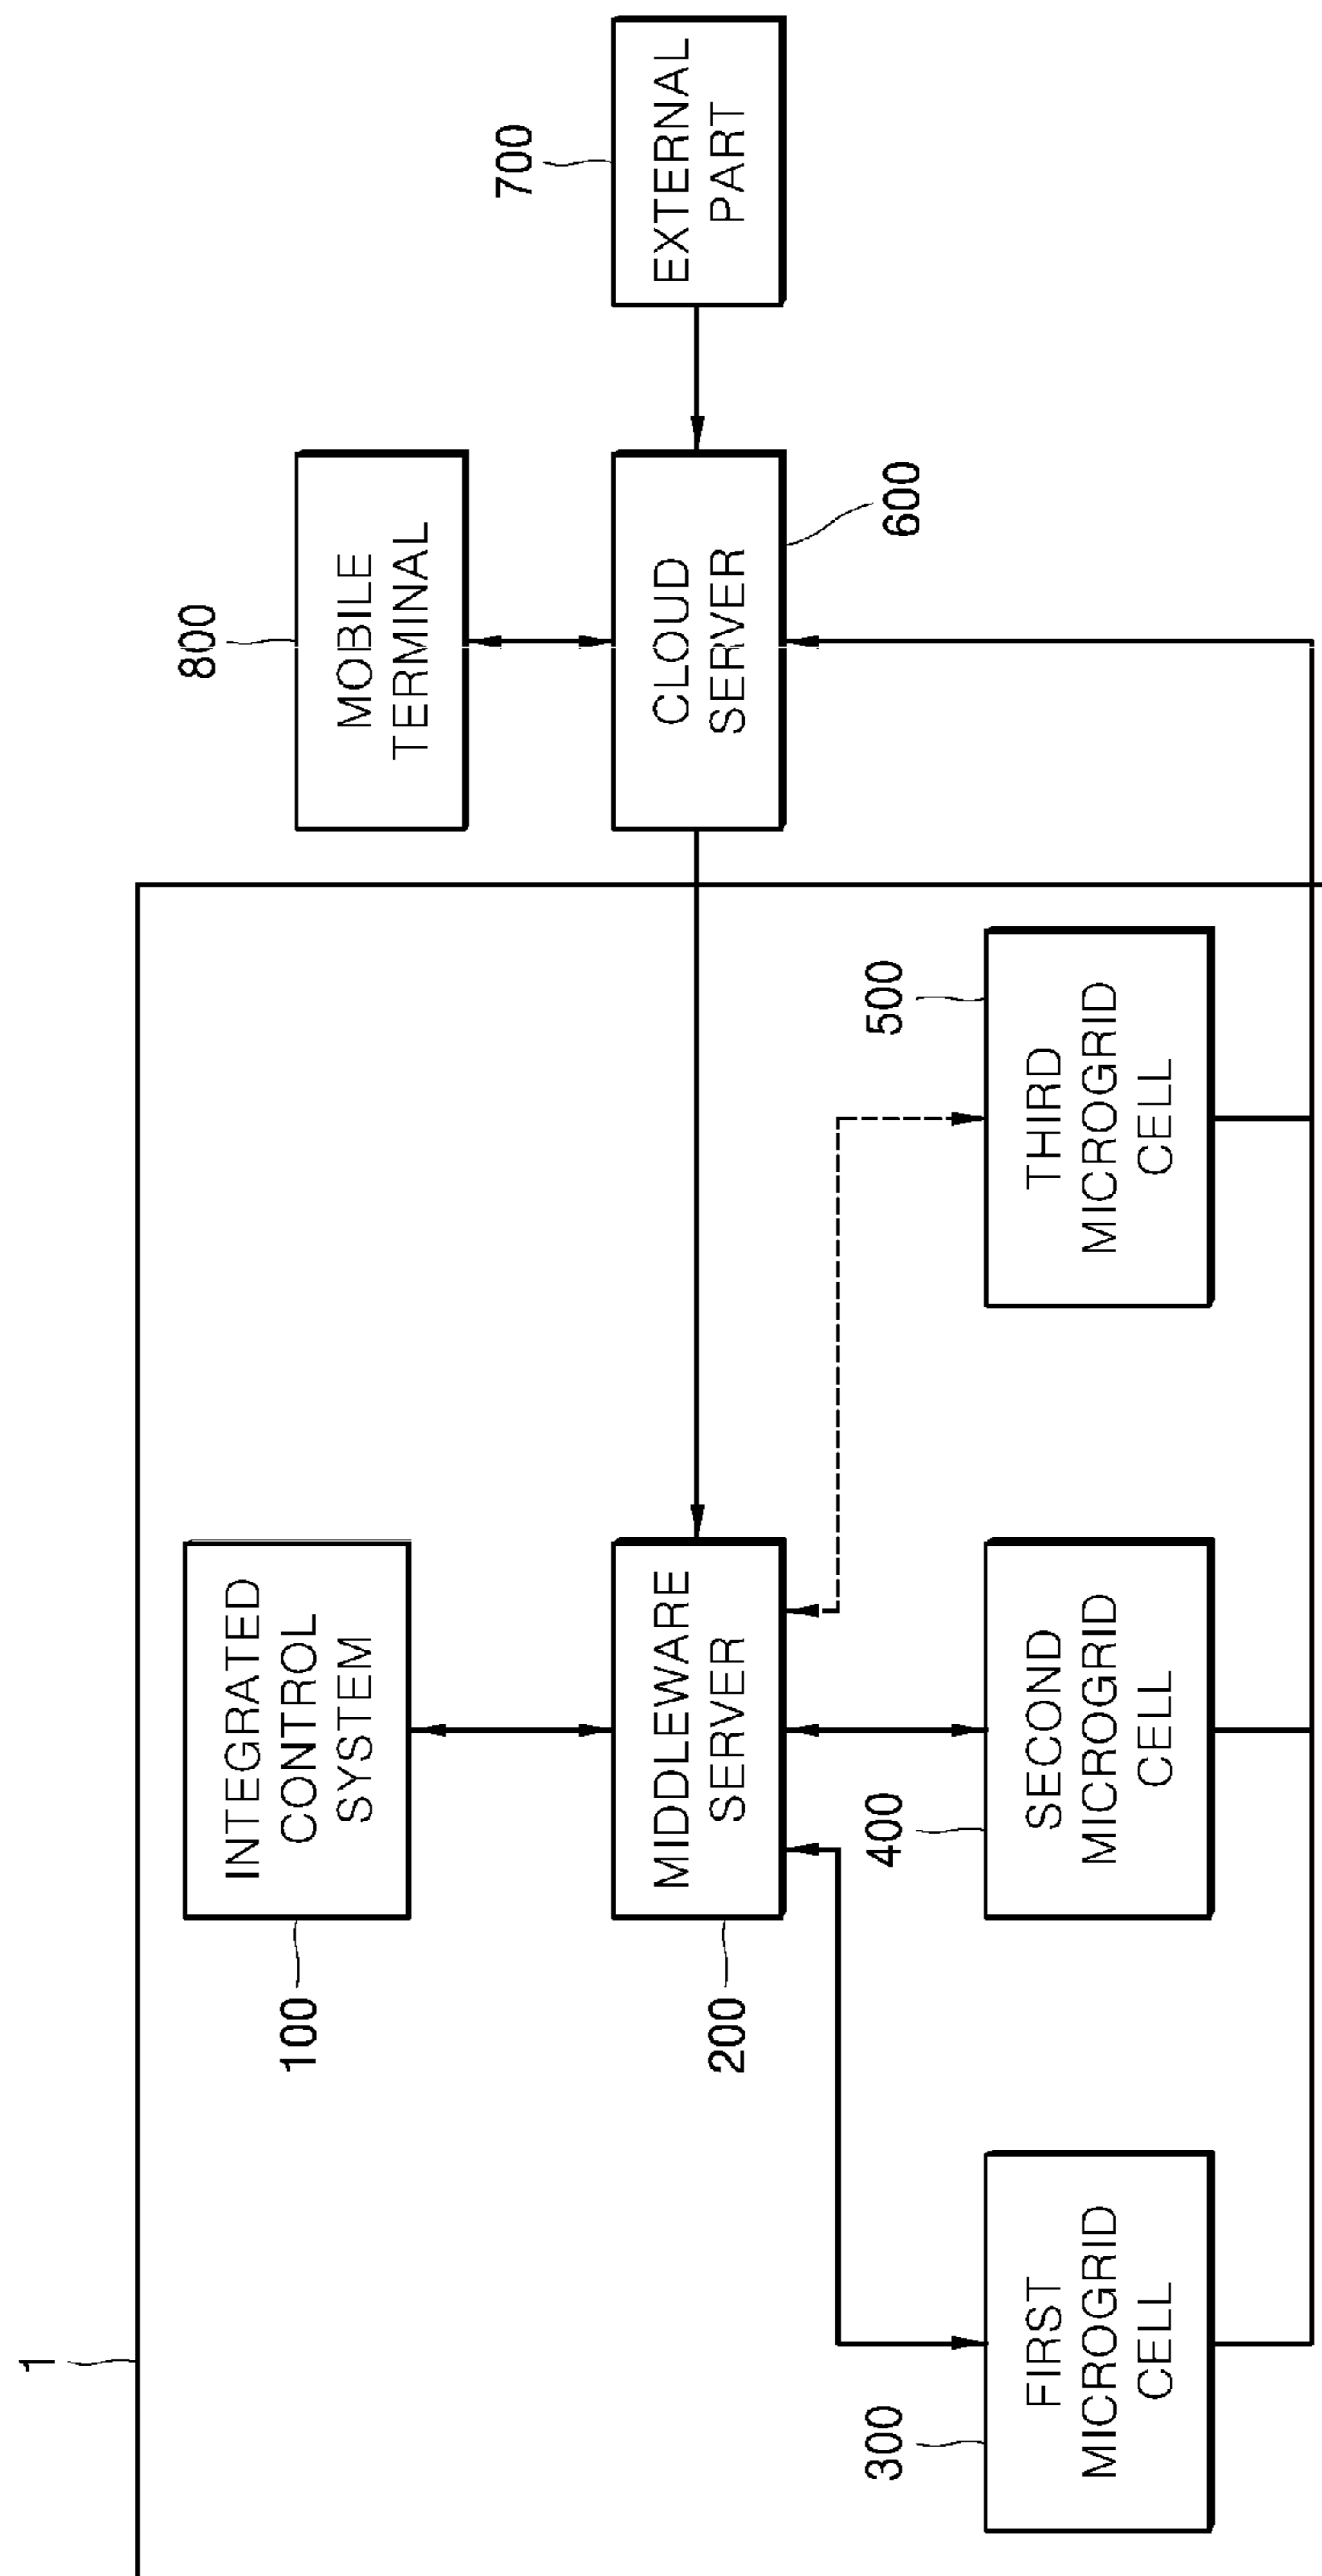 1
INTEGRATED
CONTROL
SYSTEM
100
800
MOBILE
TERMINAL
MIDDLEWARE
SERVER
200
CLOUD
SERVER
600
700
EXTERNAL
PART
300
FIRST
MICROGRID
CELL
400
SECOND
MICROGRID
CELL
500
THIRD
MICROGRID
CELL